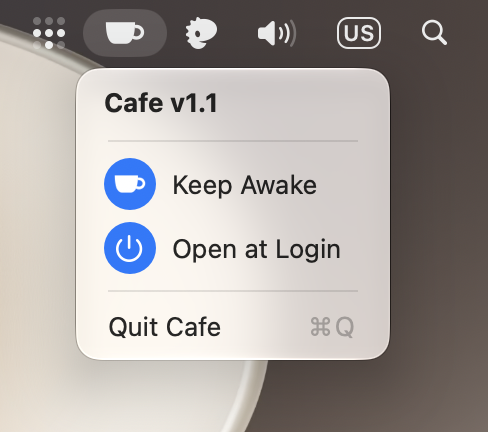 US
Cafe v1.1
Keep Awake
Open at Login
Quit Cafe ⌘Q